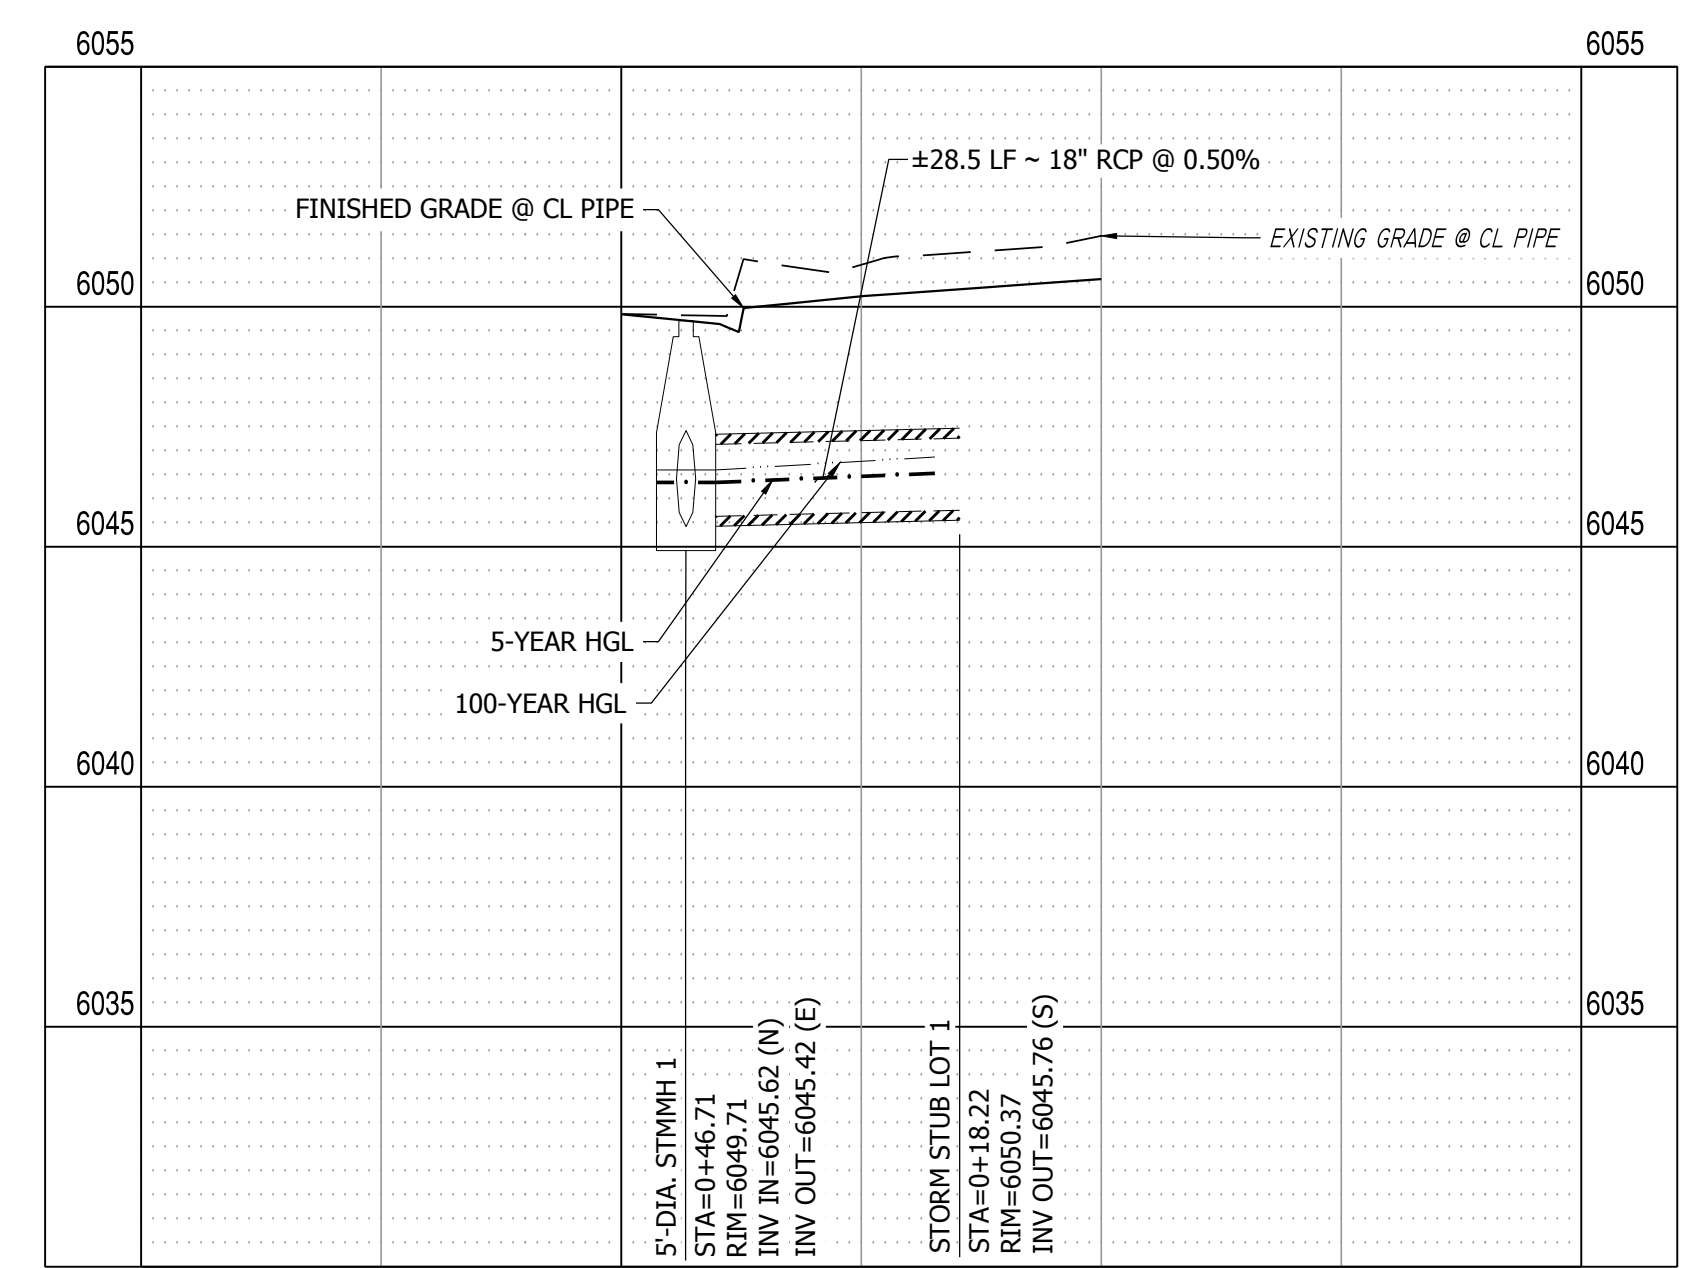 6055
6055
±28.5 LF ~ 18" RCP @ 0.50%
FINISHED GRADE @ CL PIPE
EXISTING GRADE @ CL PIPE
6050
6050
6045
6045
5-YEAR HGL
100-YEAR HGL
6040
6040
6035
6035
5'-DIA. STMMH 1
STA=0+46.71
RIM=6049.71
INV IN=6045.62 (N)
INV OUT=6045.42 (E)
STORM STUB LOT 1
STA=0+18.22
RIM=6050.37
INV OUT=6045.76 (S)